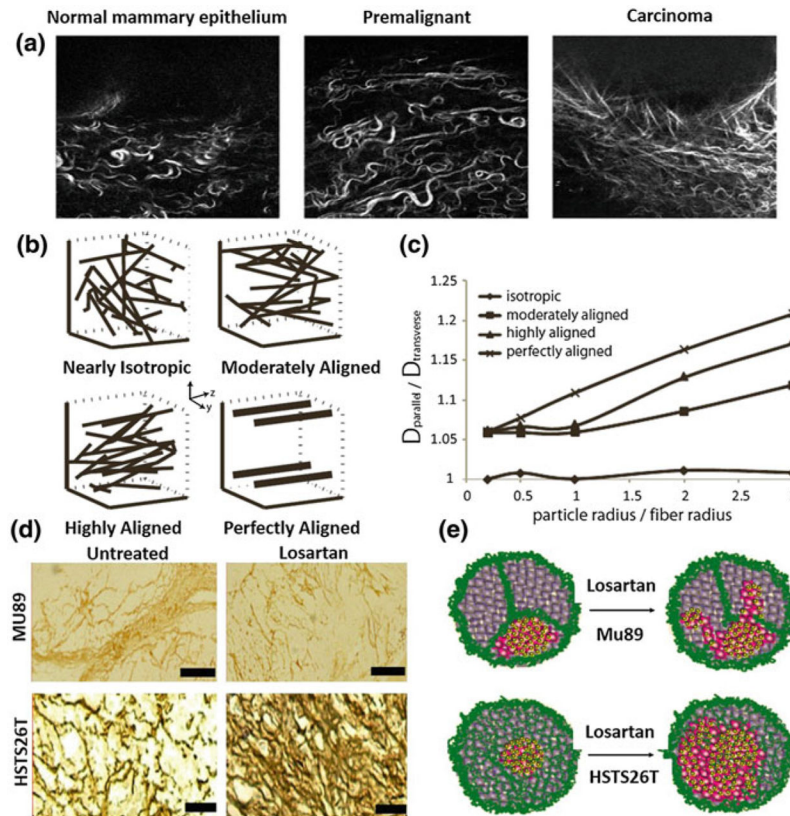 Normal mammary epithelium Premalignant Carcinoma
(a)
(b)
Nearly Isotropic Moderately Aligned
z
y
Highly Aligned Perfectly Aligned
(c)
1.25
1.2
1.15
1.1
1.05
1
isotropic
moderately aligned
highly aligned
perfectly aligned
Dparallel / Dtransverse
0.5 1 1.5 2 2.5
particle radius / fiber radius
(d)
Untreated Losartan
MU89
HSTS26T
(e)
Losartan
Mu89
Losartan
HSTS26T